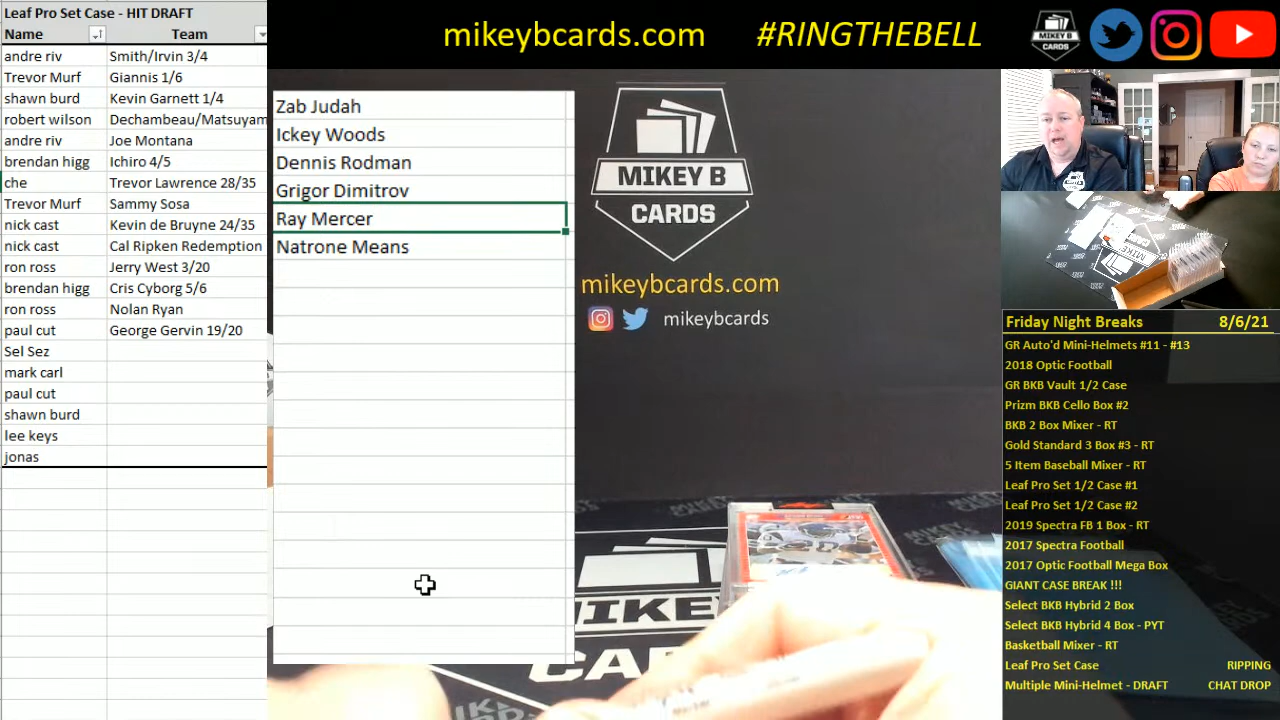 mikeybcards.com #RINGTHEBELL
MIKEY B
CARDS
Leaf Pro Set Case - HIT DRAFT
Name Team
andre riv Smith/Irvin 3/4
Trevor Murf Giannis 1/6
shawn burd Kevin Garnett 1/4
robert wilson Dechambeau/Matsuyam
andre riv Joe Montana
brendan higg Ichiro 4/5
che Trevor Lawrence 28/35
Trevor Murf Sammy Sosa
nick cast Kevin de Bruyne 24/35
nick cast Cal Ripken Redemption
ron ross Jerry West 3/20
brendan higg Cris Cyborg 5/6
ron ross Nolan Ryan
paul cut George Gervin 19/20
Sel Sez
mark carl
paul cut
shawn burd
lee keys
jonas
Zab Judah
Ickey Woods
Dennis Rodman
Grigor Dimitrov
Ray Mercer
Natrone Means
MIKEY B
CARDS
mikeybcards.com
mikeybcards
Friday Night Breaks 8/6/21
GR Auto'd Mini-Helmets #11 - #13
2018 Optic Football
GR BKB Vault 1/2 Case
Prizm BKB Cello Box #2
BKB 2 Box Mixer - RT
Gold Standard 3 Box #3 - RT
5 Item Baseball Mixer - RT
Leaf Pro Set 1/2 Case #1
Leaf Pro Set 1/2 Case #2
2019 Spectra FB 1 Box - RT
2017 Spectra Football
2017 Optic Football Mega Box
GIANT CASE BREAK !!!
Select BKB Hybrid 2 Box
Select BKB Hybrid 4 Box - PYT
Basketball Mixer - RT
Leaf Pro Set Case RIPPING
Multiple Mini-Helmet - DRAFT CHAT DROP